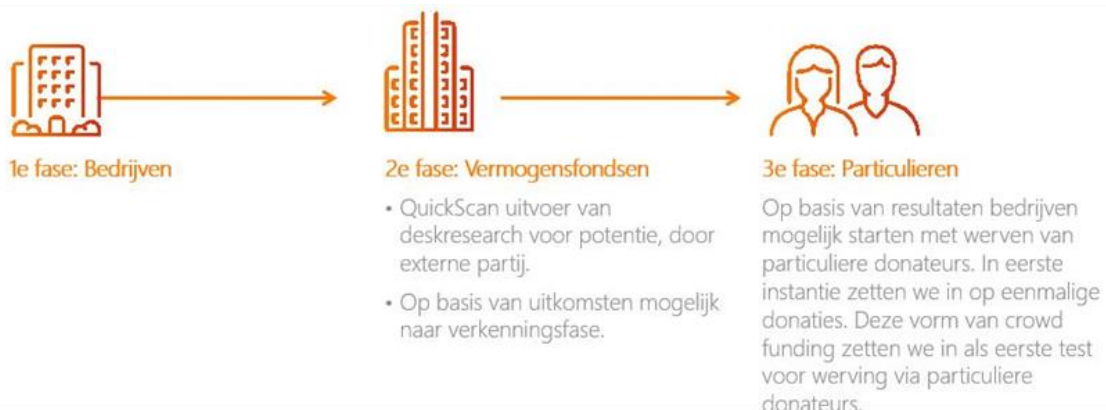 1e fase: Bedrijven
2e fase: Vermogensfondsen
• QuickScan uitvoer van
deskresearch voor potentie, door
externe partij.
• Op basis van uitkomsten mogelijk
naar verkenningsfase.
3e fase: Particulieren
Op basis van resultaten bedrijven
mogelijk starten met werven van
particuliere donateurs. In eerste
instantie zetten we in op eenmalige
donaties. Deze vorm van crowd
funding zetten we in als eerste test
voor werving via particuliere
donateurs.